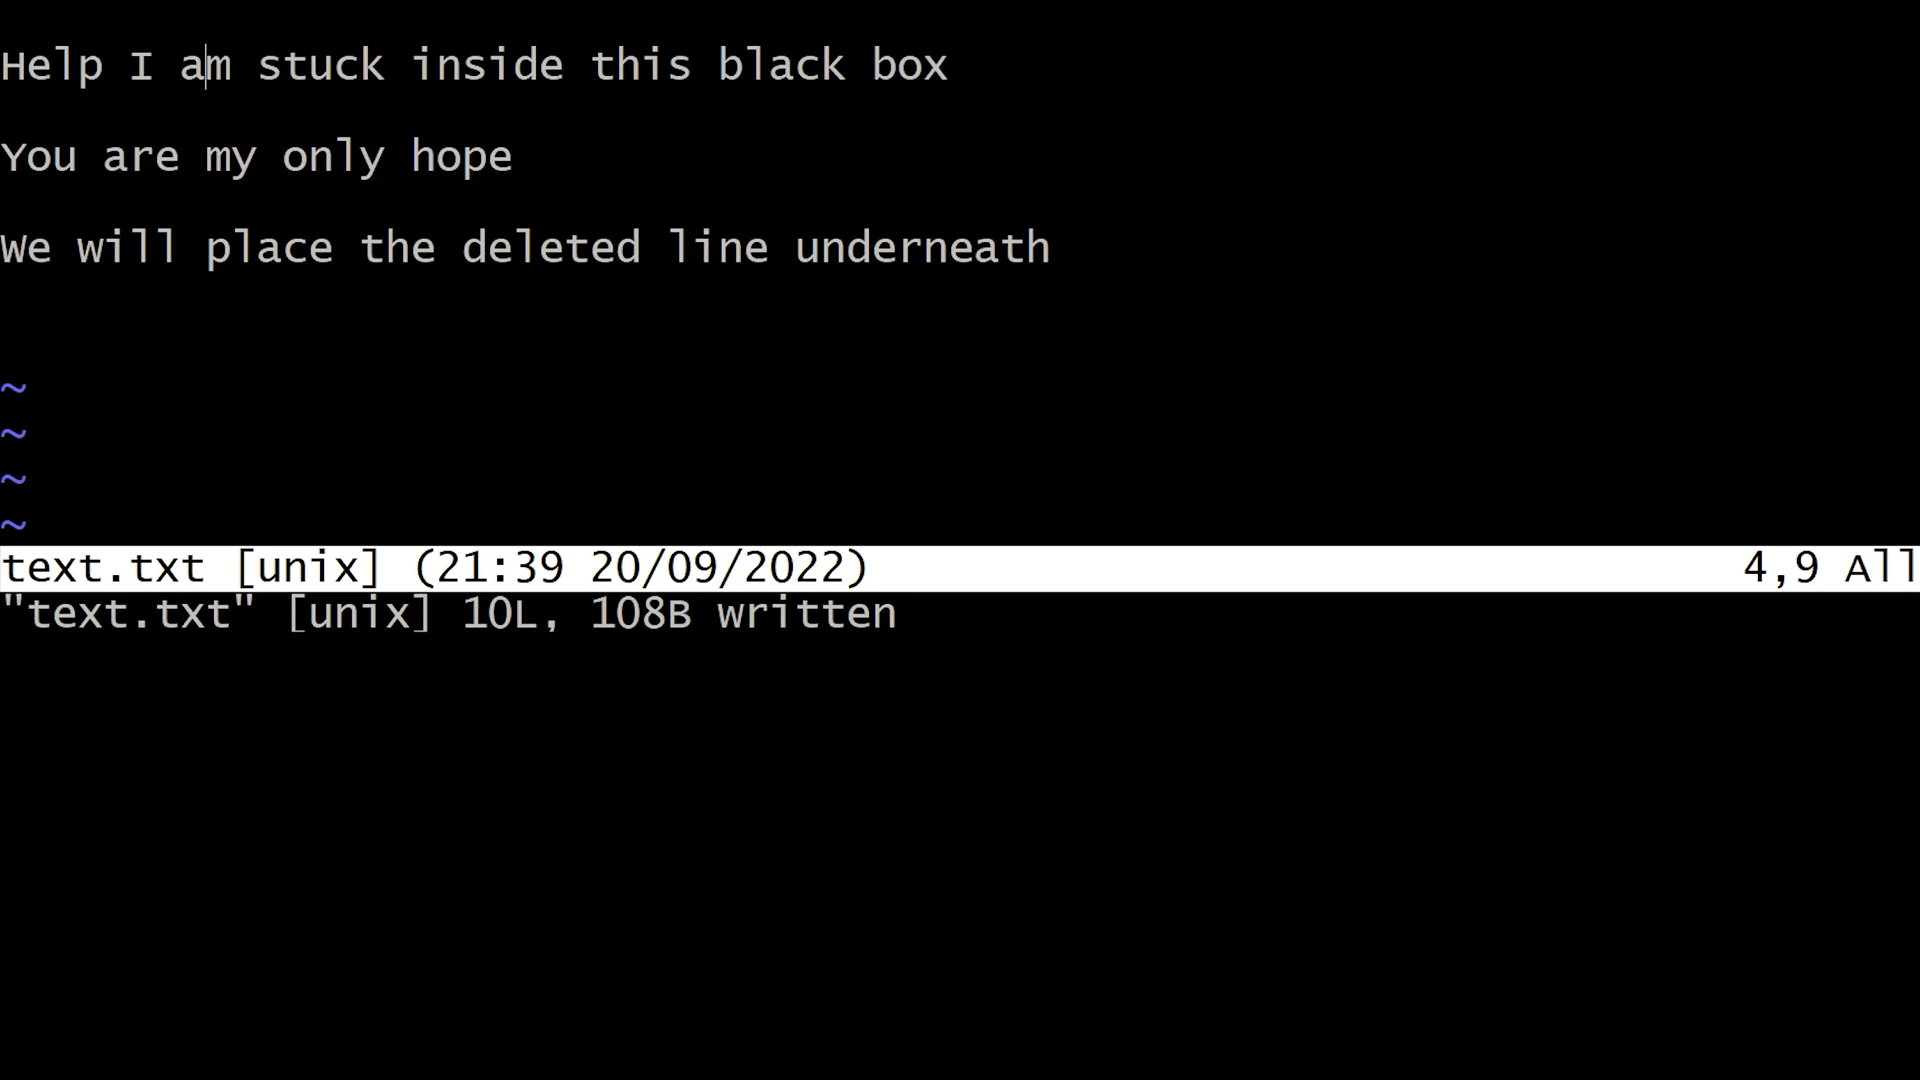 Help I am stuck inside this black box
You are my only hope
We will place the deleted line underneath
~
~
~
~
text.txt [unix] (21:39 20/09/2022) 4,9 All
"text.txt" [unix] 10L, 108B written